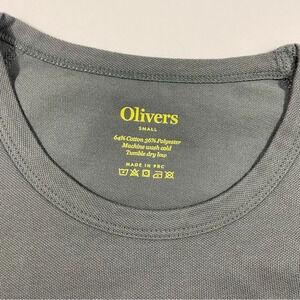 Olivers
SMALL
64% Cotton 36% Polyester
Machine wash cold
Tumble dry low
MADE IN PRC